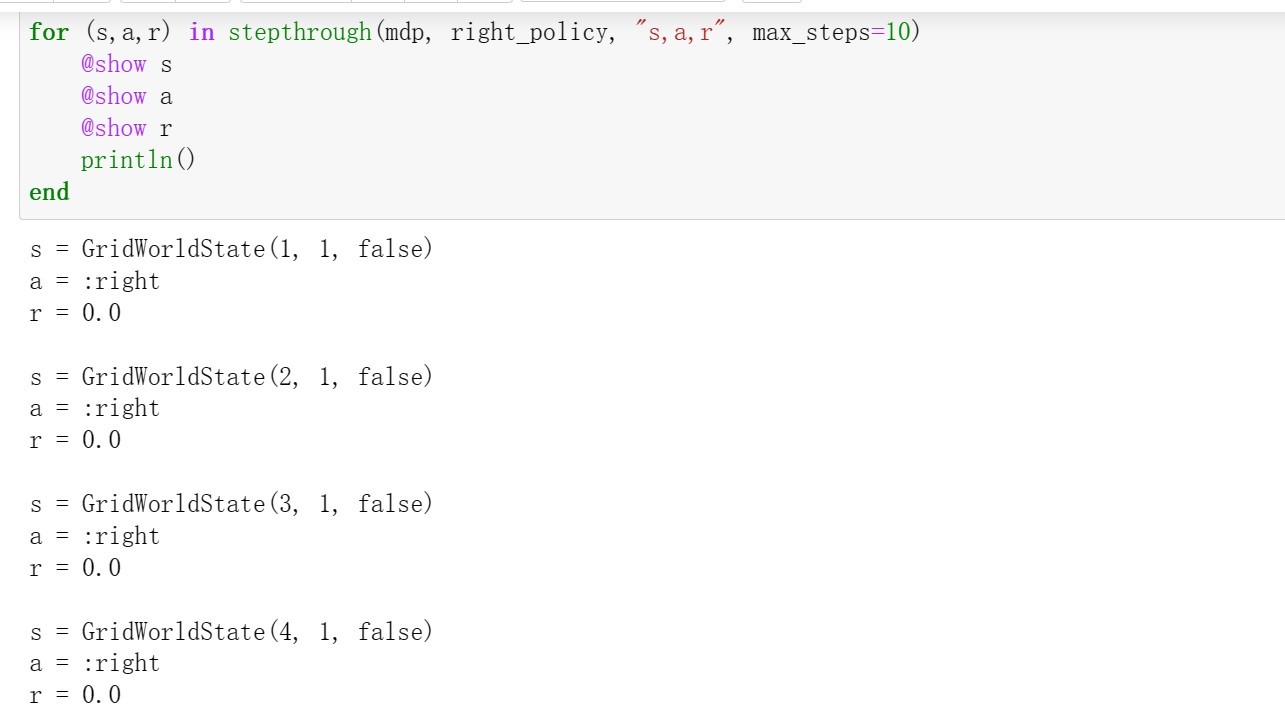 for (s,a,r) in stepthrough(mdp, right_policy, "s,a,r", max_steps=10)
    @show s
    @show a
    @show r
    println()
end
s = GridWorldState(1, 1, false)
a = :right
r = 0.0
s = GridWorldState(2, 1, false)
a = :right
r = 0.0
s = GridWorldState(3, 1, false)
a = :right
r = 0.0
s = GridWorldState(4, 1, false)
a = :right
r = 0.0